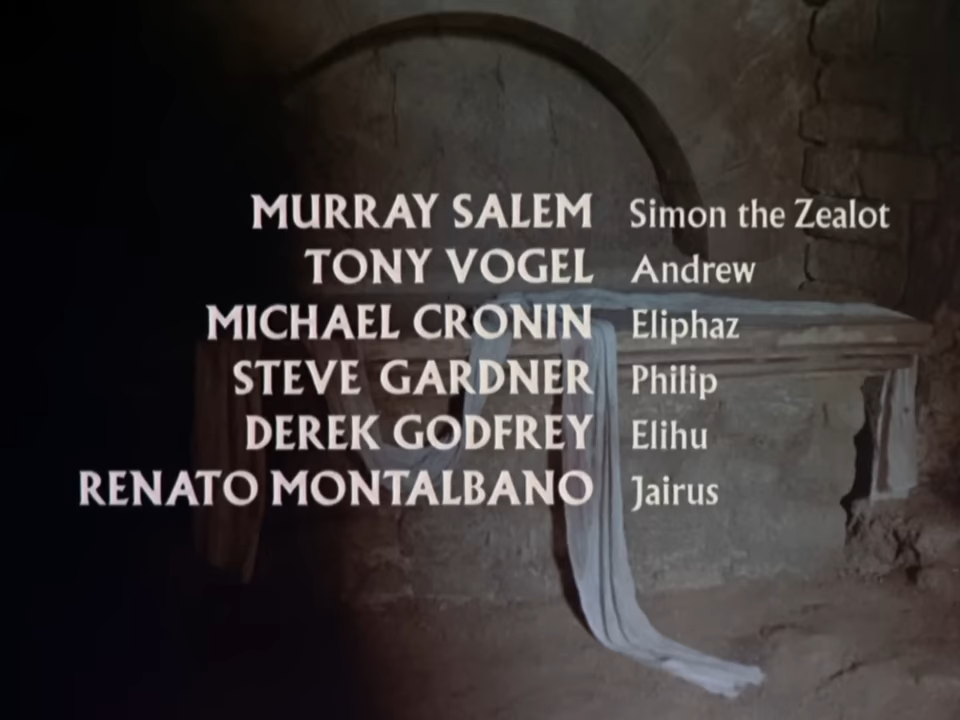 MURRAY SALEM Simon the Zealot
TONY VOGEL Andrew
MICHAEL CRONIN Eliphaz
STEVE GARDNER Philip
DEREK GODFREY Elihu
RENATO MONTALBANO Jairus